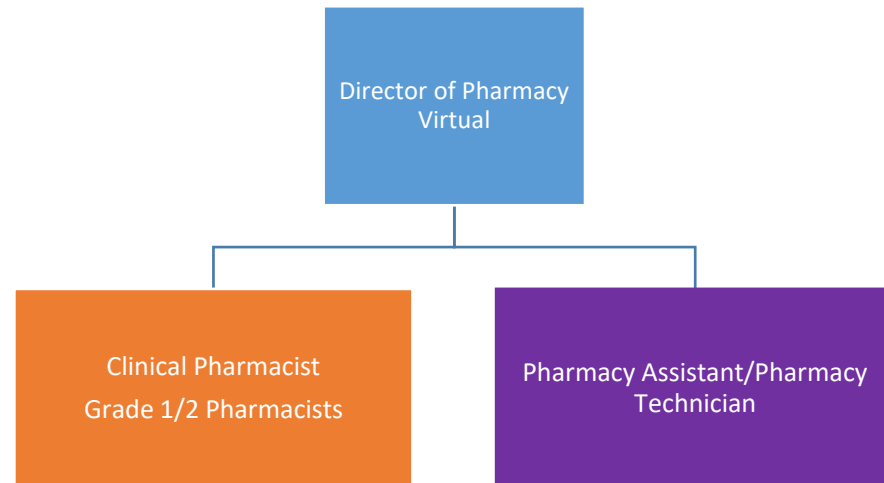 Director of Pharmacy
Virtual
Clinical Pharmacist
Grade 1/2 Pharmacists
Pharmacy Assistant/Pharmacy
Technician